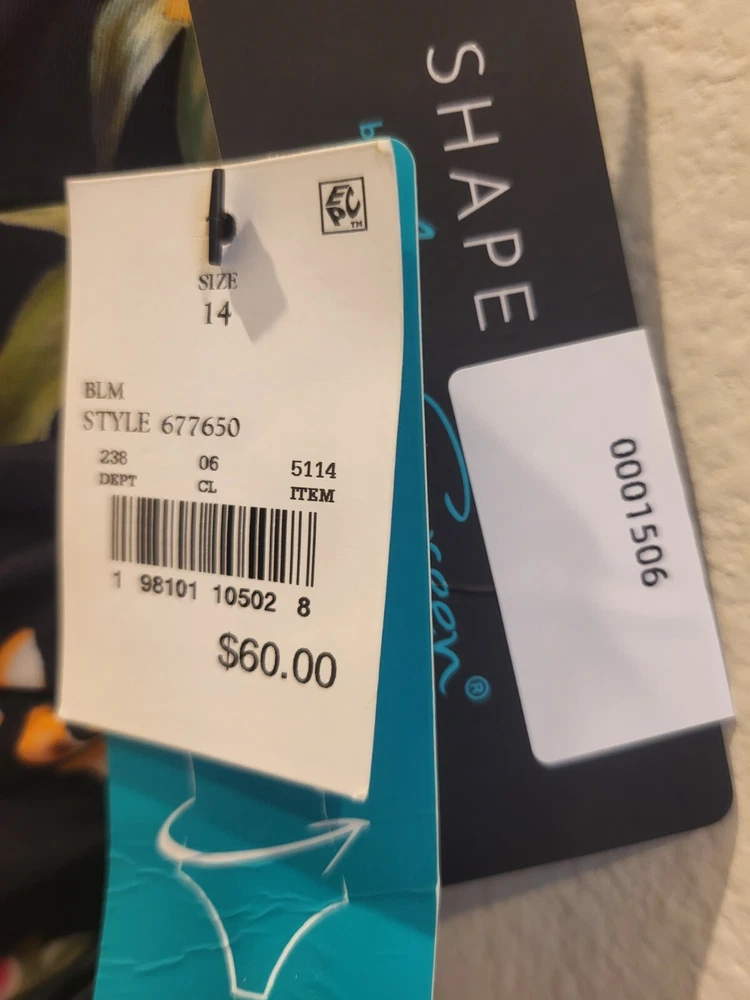 EPC™
SIZE
14
BLM
STYLE 677650
238 06 5114
DEPT CL ITEM
1 98101 10502 8
$60.00
SHAPE
b
®
0001506